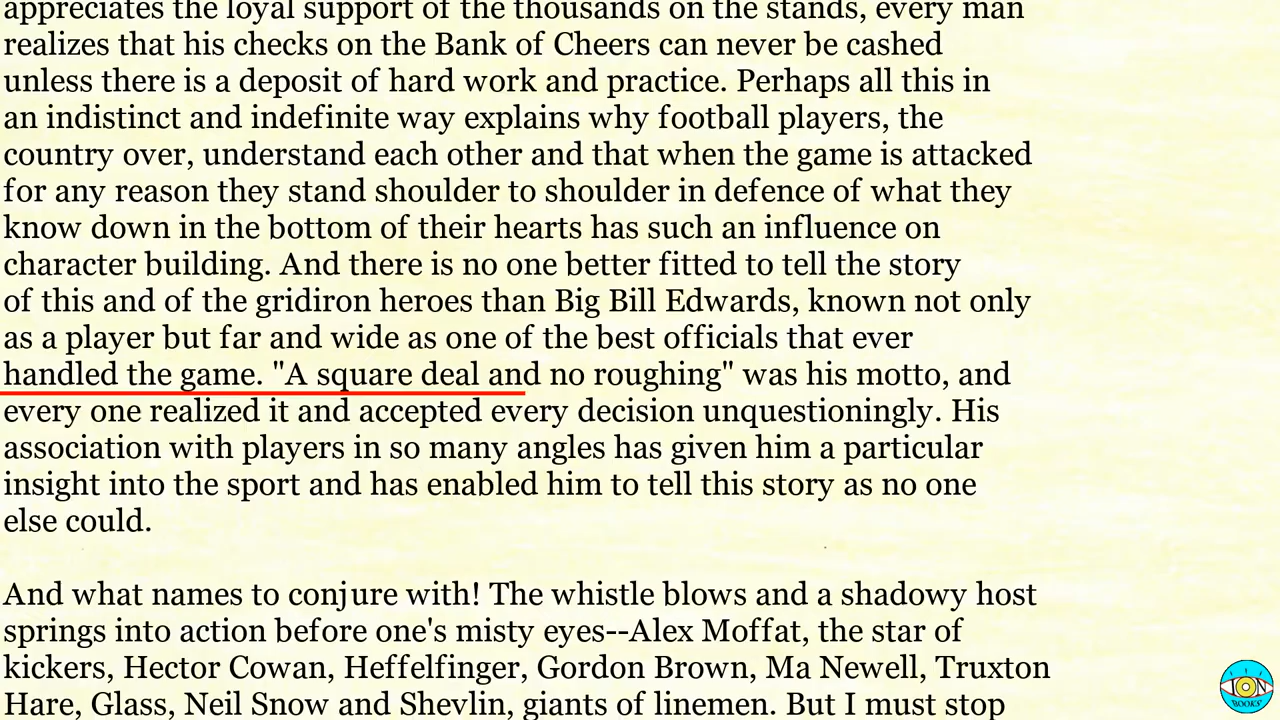 appreciates the loyal support of the thousands on the stands, every man
realizes that his checks on the Bank of Cheers can never be cashed
unless there is a deposit of hard work and practice. Perhaps all this in
an indistinct and indefinite way explains why football players, the
country over, understand each other and that when the game is attacked
for any reason they stand shoulder to shoulder in defence of what they
know down in the bottom of their hearts has such an influence on
character building. And there is no one better fitted to tell the story
of this and of the gridiron heroes than Big Bill Edwards, known not only
as a player but far and wide as one of the best officials that ever
handled the game. "A square deal and no roughing" was his motto, and
every one realized it and accepted every decision unquestioningly. His
association with players in so many angles has given him a particular
insight into the sport and has enabled him to tell this story as no one
else could.
And what names to conjure with! The whistle blows and a shadowy host
springs into action before one's misty eyes--Alex Moffat, the star of
kickers, Hector Cowan, Heffelfinger, Gordon Brown, Ma Newell, Truxton
Hare, Glass, Neil Snow and Shevlin, giants of linemen. But I must stop
ION
BOOKS